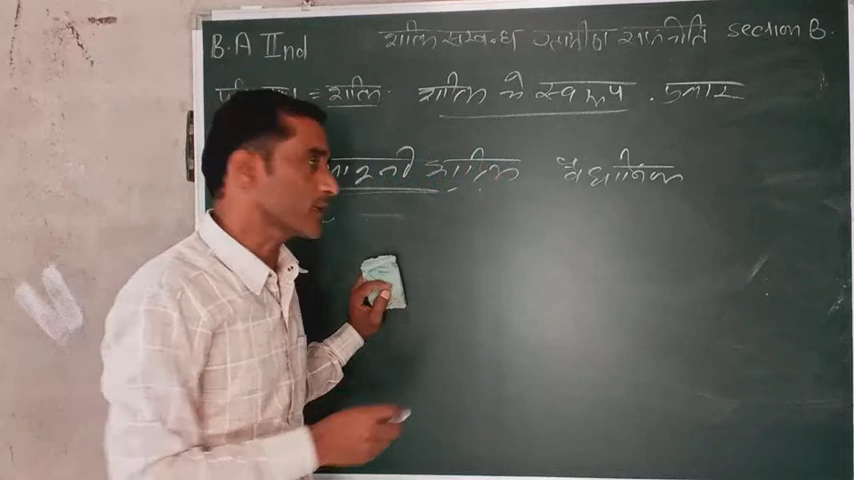 B.A IInd शक्ति सम्बन्ध ग्रामीण राजनीति section B.
= शक्ति शक्ति के स्वरूप . प्रकार
शक्ति वैधानिक